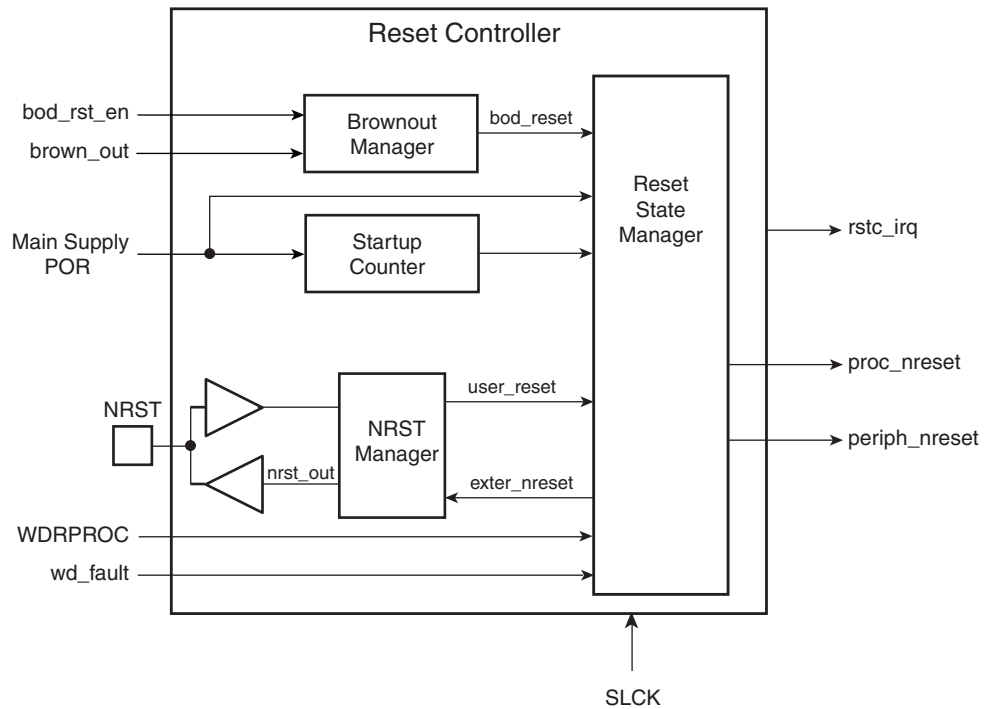 Reset Controller
bod_rst_en
brown_out
Brownout
Manager
bod_reset
Main Supply
POR
Startup
Counter
Reset
State
Manager
rstc_irq
proc_nreset
periph_nreset
NRST
NRST
Manager
user_reset
nrst_out
exter_nreset
WDRPROC
wd_fault
SLCK